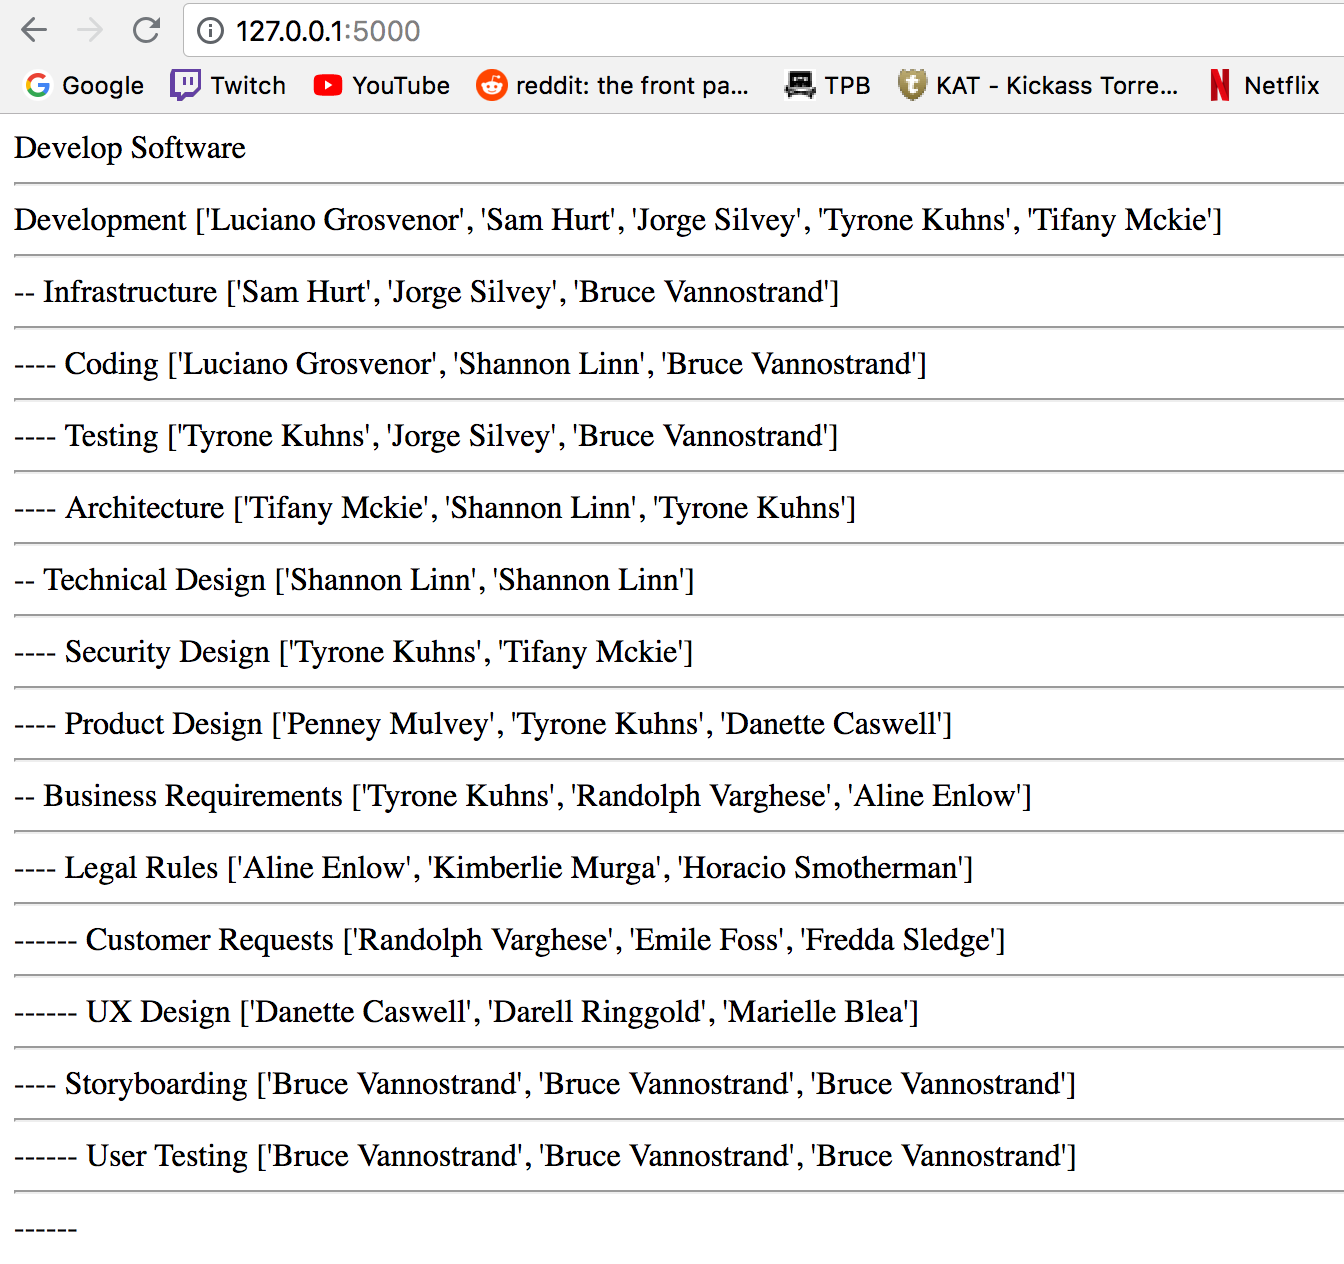 127.0.0.1:5000
Google Twitch YouTube reddit: the front pa... TPB KAT - Kickass Torre... Netflix
Develop Software
Development ['Luciano Grosvenor', 'Sam Hurt', 'Jorge Silvey', 'Tyrone Kuhns', 'Tifany Mckie']
-- Infrastructure ['Sam Hurt', 'Jorge Silvey', 'Bruce Vannostrand']
---- Coding ['Luciano Grosvenor', 'Shannon Linn', 'Bruce Vannostrand']
---- Testing ['Tyrone Kuhns', 'Jorge Silvey', 'Bruce Vannostrand']
---- Architecture ['Tifany Mckie', 'Shannon Linn', 'Tyrone Kuhns']
-- Technical Design ['Shannon Linn', 'Shannon Linn']
---- Security Design ['Tyrone Kuhns', 'Tifany Mckie']
---- Product Design ['Penney Mulvey', 'Tyrone Kuhns', 'Danette Caswell']
-- Business Requirements ['Tyrone Kuhns', 'Randolph Varghese', 'Aline Enlow']
---- Legal Rules ['Aline Enlow', 'Kimberlie Murga', 'Horacio Smotherman']
------ Customer Requests ['Randolph Varghese', 'Emile Foss', 'Fredda Sledge']
------ UX Design ['Danette Caswell', 'Darell Ringgold', 'Marielle Blea']
---- Storyboarding ['Bruce Vannostrand', 'Bruce Vannostrand', 'Bruce Vannostrand']
------ User Testing ['Bruce Vannostrand', 'Bruce Vannostrand', 'Bruce Vannostrand']
------